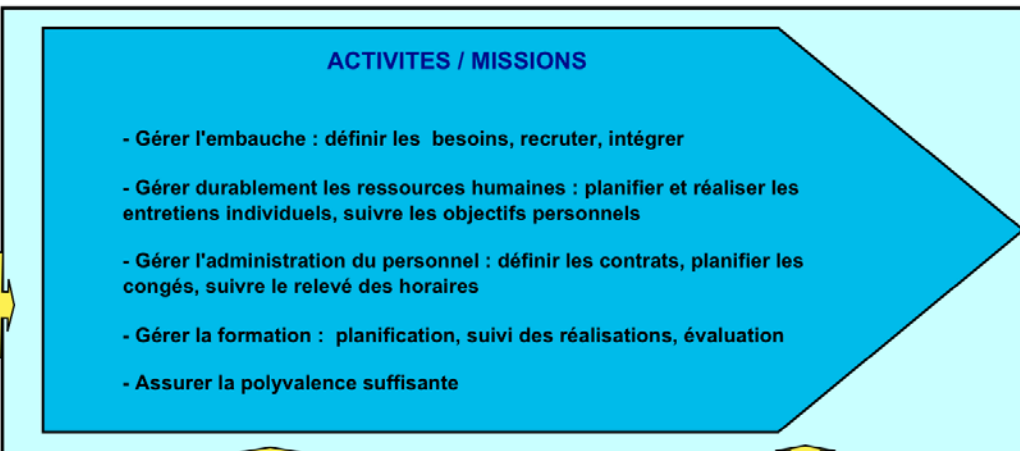 ACTIVITES / MISSIONS
- Gérer l'embauche : définir les  besoins, recruter, intégrer
- Gérer durablement les ressources humaines : planifier et réaliser les
entretiens individuels, suivre les objectifs personnels
- Gérer l'administration du personnel : définir les contrats, planifier les
congés, suivre le relevé des horaires
- Gérer la formation :  planification, suivi des réalisations, évaluation
- Assurer la polyvalence suffisante